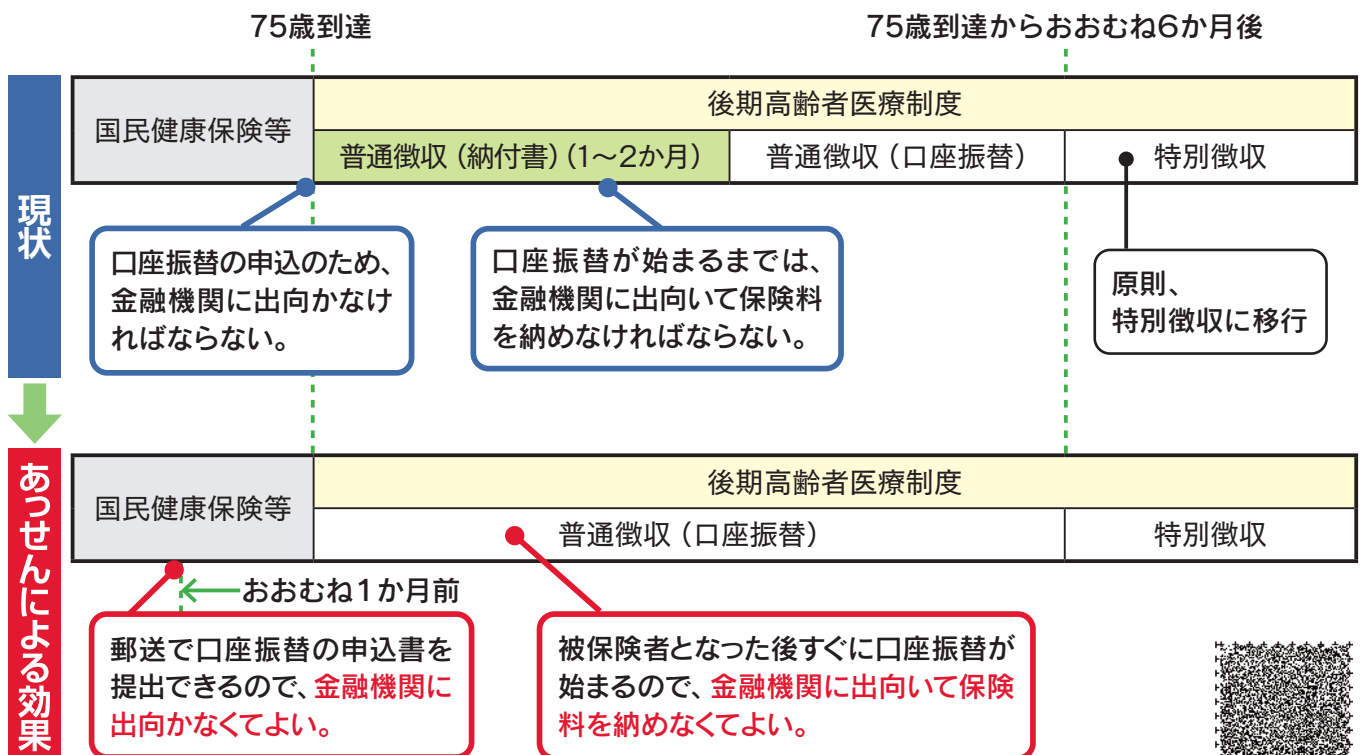 75歳到達
75歳到達からおおむね6か月後
現状
国民健康保険等
後期高齢者医療制度
普通徴収（納付書）（1～2か月）
普通徴収（口座振替）
特別徴収
口座振替の申込のため、
金融機関に出向かなけ
ればならない。
口座振替が始まるまでは、
金融機関に出向いて保険料
を納めなければならない。
原則、
特別徴収に移行
あっせんによる効果
国民健康保険等
後期高齢者医療制度
普通徴収（口座振替）
特別徴収
おおむね1か月前
郵送で口座振替の申込書を
提出できるので、金融機関に
出向かなくてよい。
被保険者となった後すぐに口座振替が
始まるので、金融機関に出向いて保険
料を納めなくてよい。